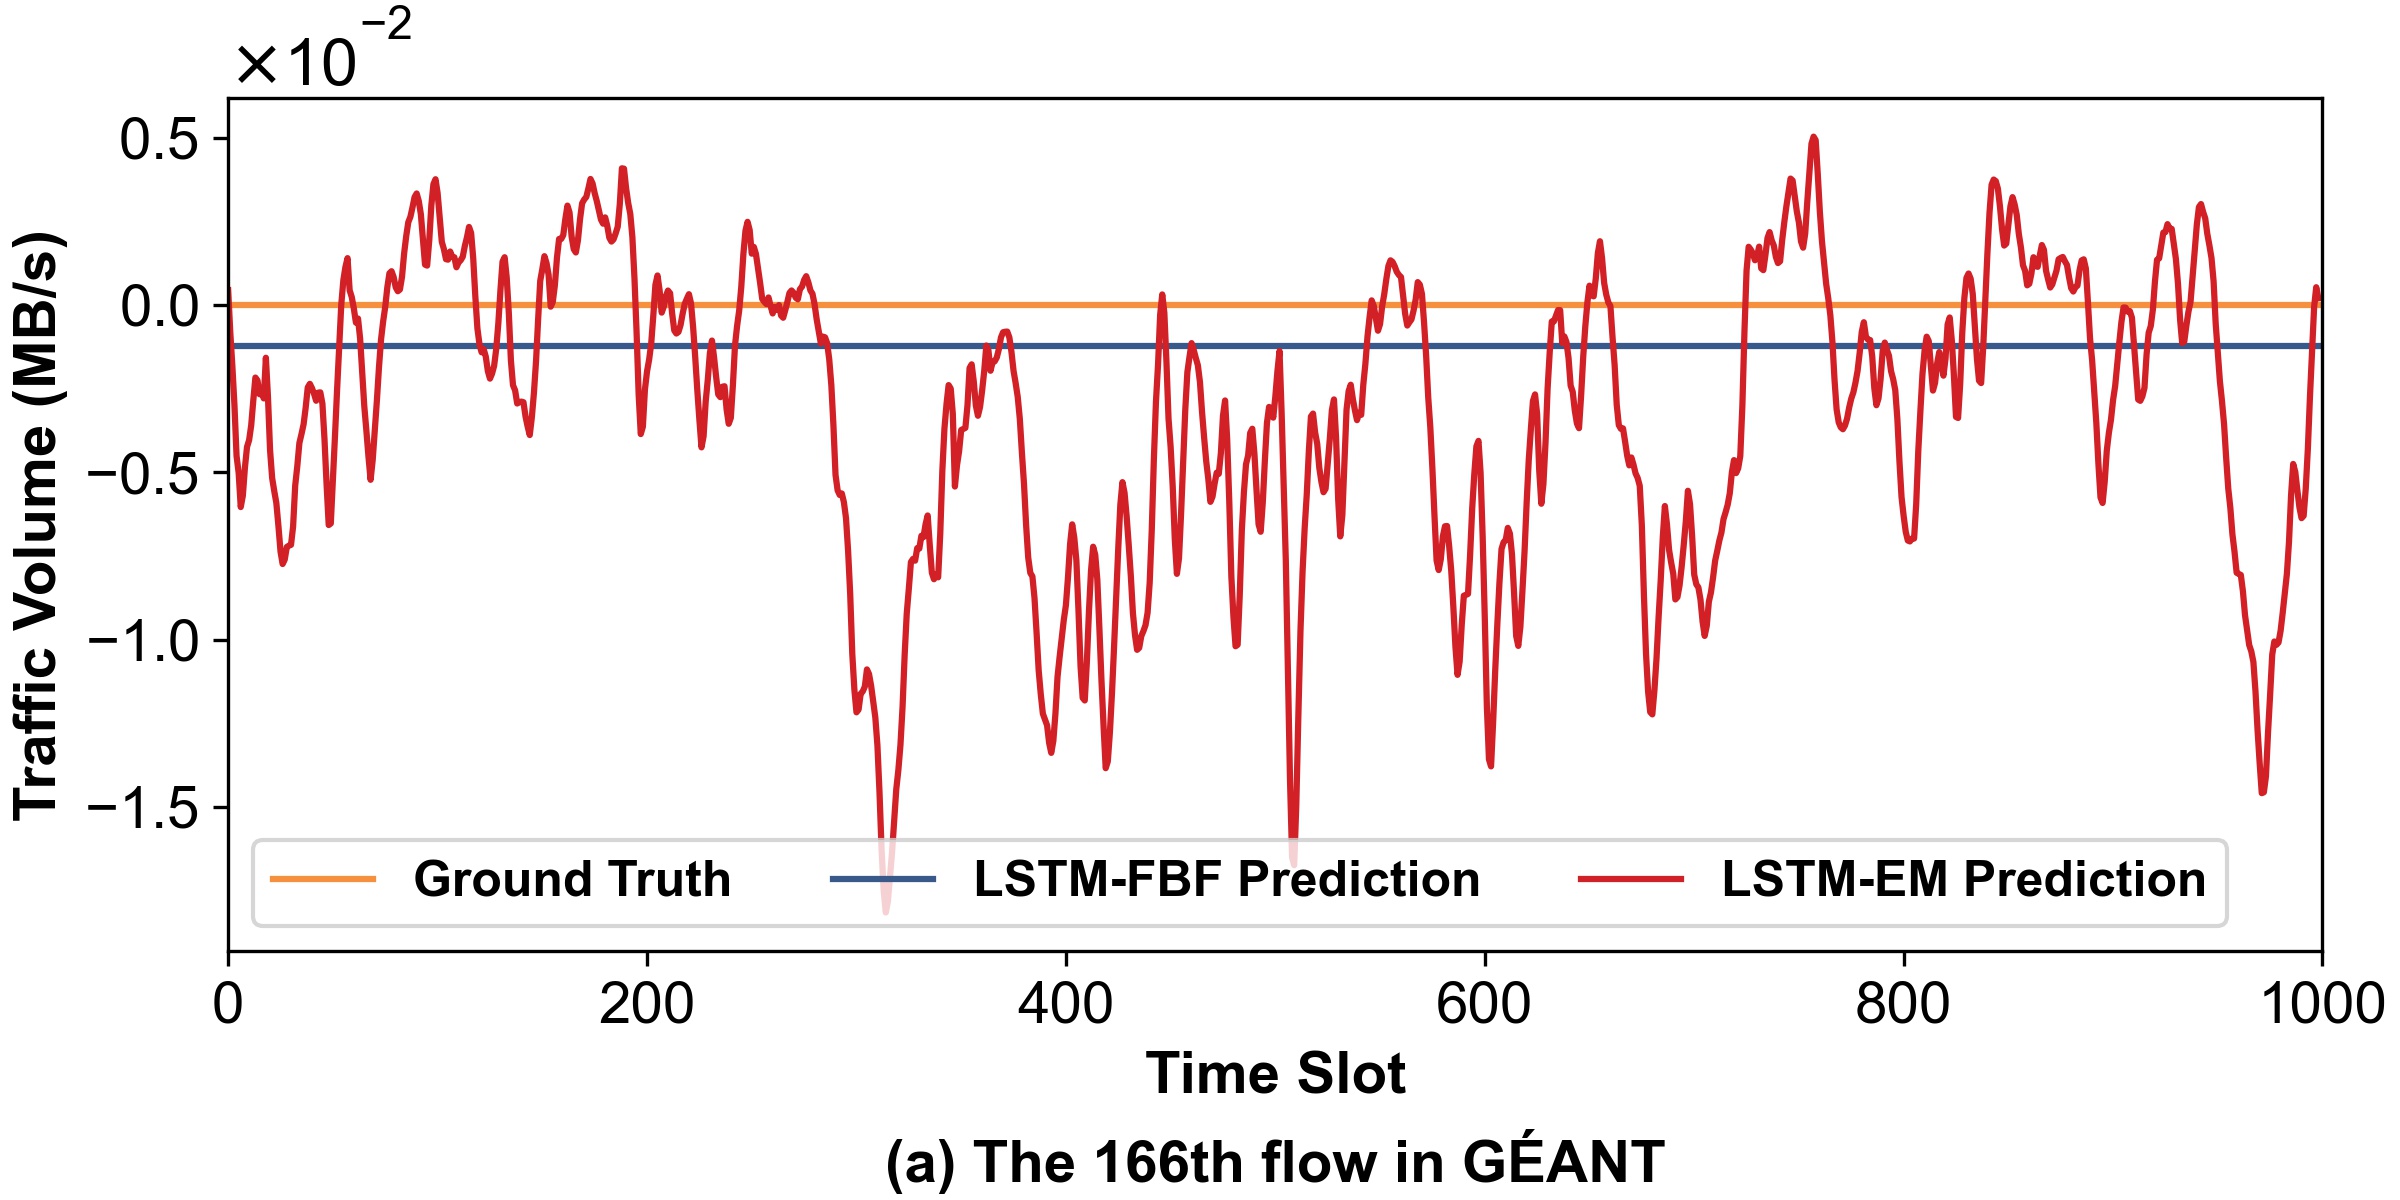 ×10⁻²
0.5
0.0
−0.5
−1.0
−1.5
Traffic Volume (MB/s)
Ground Truth LSTM-FBF Prediction LSTM-EM Prediction
0 200 400 600 800 1000
Time Slot
(a) The 166th flow in GÉANT